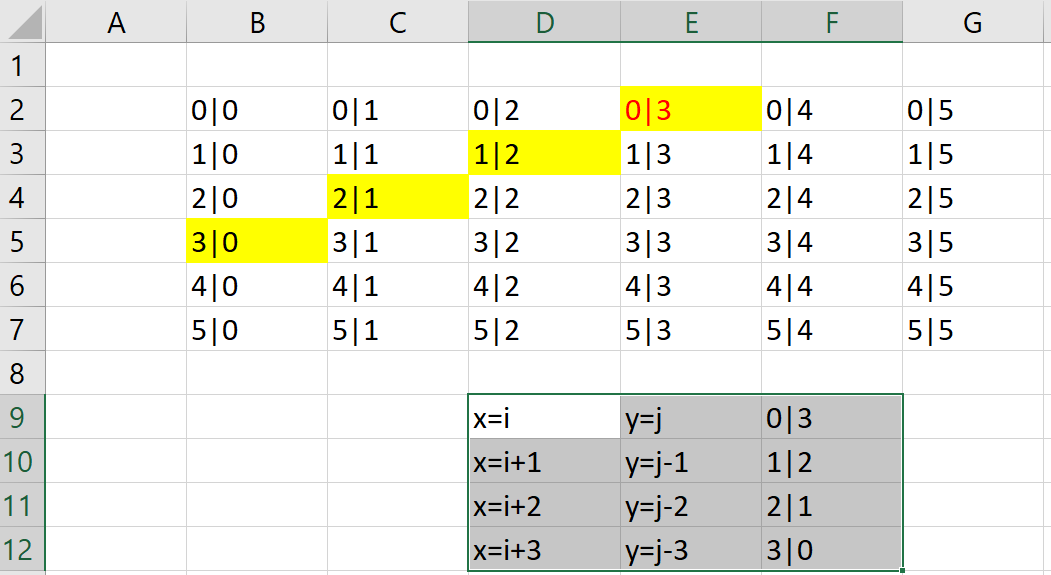 A B C D E F G
1
2 0|0 0|1 0|2 0|3 0|4 0|5
3 1|0 1|1 1|2 1|3 1|4 1|5
4 2|0 2|1 2|2 2|3 2|4 2|5
5 3|0 3|1 3|2 3|3 3|4 3|5
6 4|0 4|1 4|2 4|3 4|4 4|5
7 5|0 5|1 5|2 5|3 5|4 5|5
8
9 x=i y=j 0|3
10 x=i+1 y=j-1 1|2
11 x=i+2 y=j-2 2|1
12 x=i+3 y=j-3 3|0